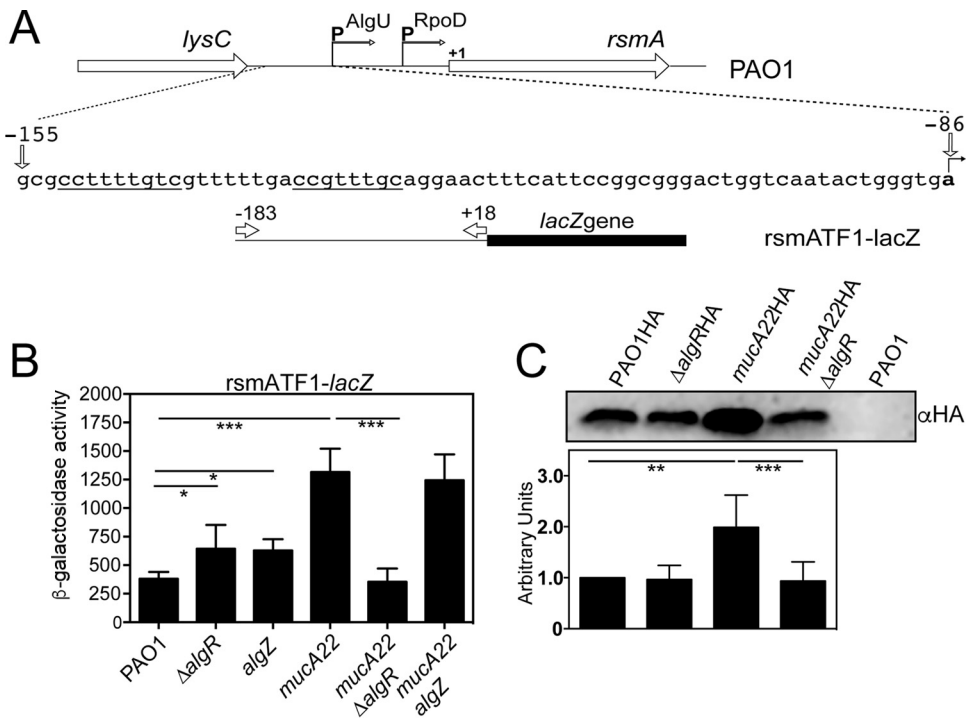 A
lysC
P AlgU
P RpoD
+1
rsmA
PAO1
−155
−86
gcgccttttgtcgtttttgaccgtttgcaggaactttcattccggcgggactggtcaatactgggtga
-183
+18
lacZgene
rsmATF1-lacZ
B
rsmATF1-lacZ
β-galactosidase activity
2000
1750
1500
1250
1000
750
500
250
0
***
***
*
*
PAO1
ΔalgR
algZ
mucA22
mucA22
ΔalgR
mucA22
algZ
C
PAO1HA
ΔalgRHA
mucA22HA
mucA22HA
ΔalgR
PAO1
αHA
Arbitrary Units
3.0
2.0
1.0
0
**
***